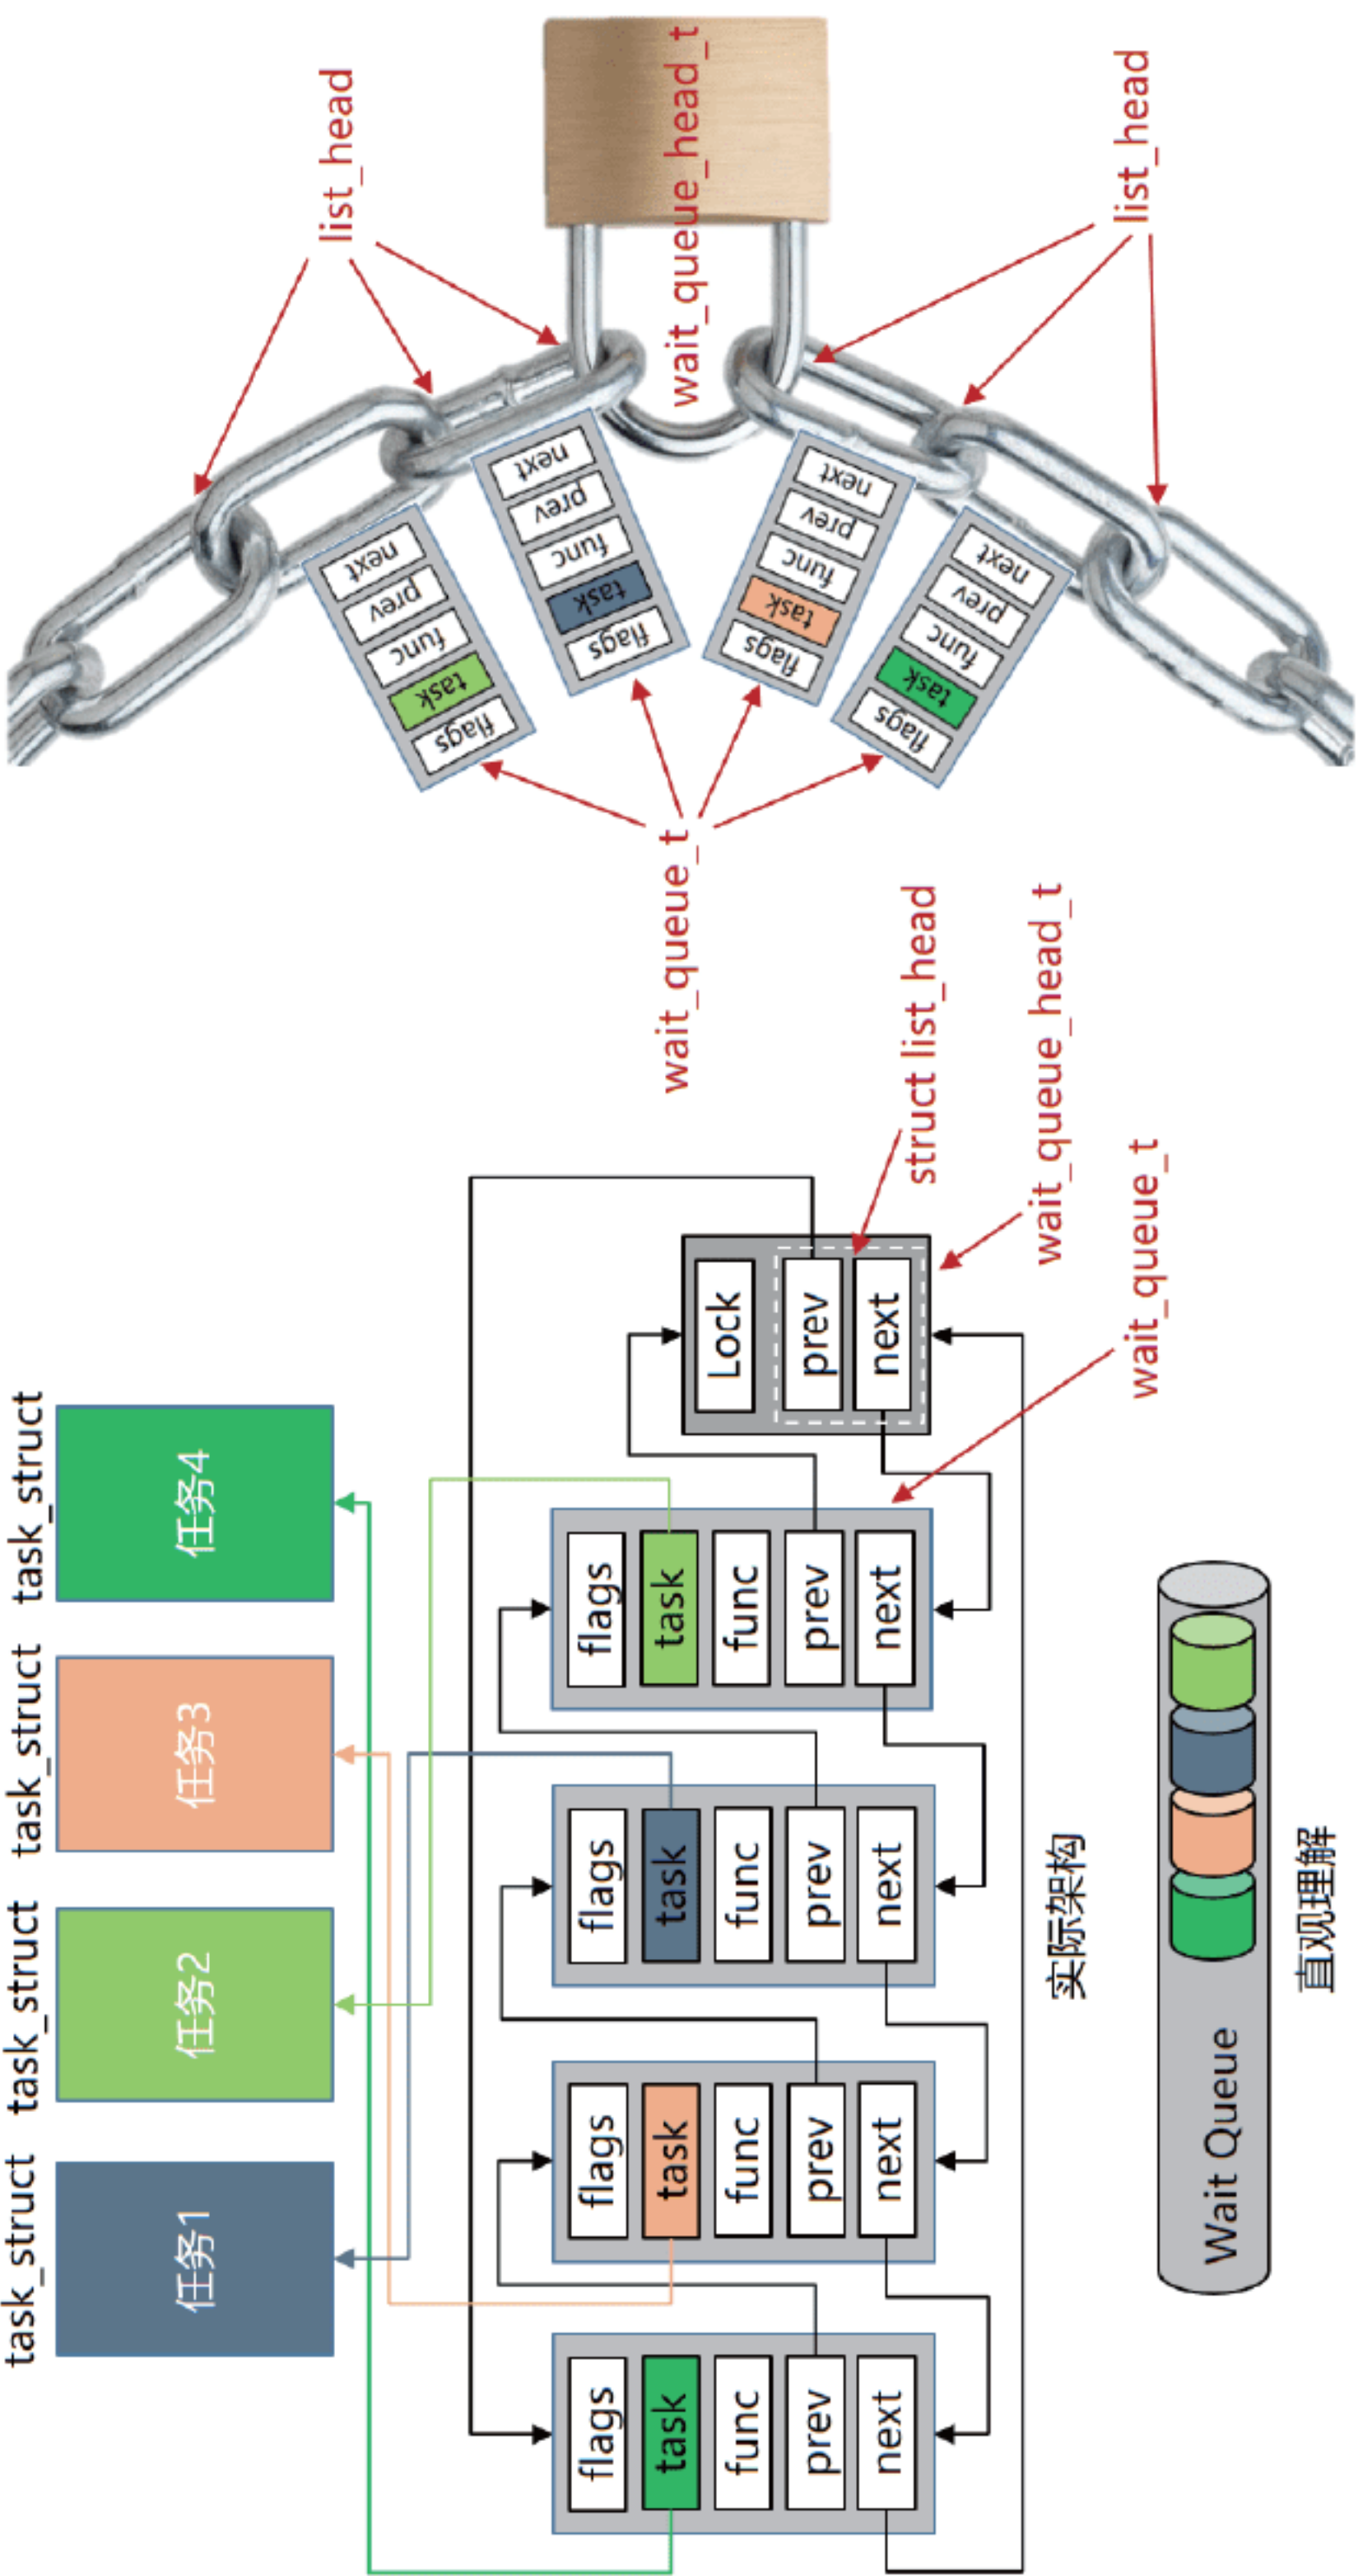 task_struct
task_struct
task_struct
task_struct
任务1
任务2
任务3
任务4
flags
task
func
prev
next
flags
task
func
prev
next
flags
task
func
prev
next
flags
task
func
prev
next
Lock
prev
next
struct list_head
wait_queue_head_t
wait_queue_t
实际架构
Wait Queue
直观理解
list_head
wait_queue_head_t
list_head
flags
task
func
prev
next
flags
task
func
prev
next
flags
task
func
prev
next
flags
task
func
prev
next
wait_queue_t